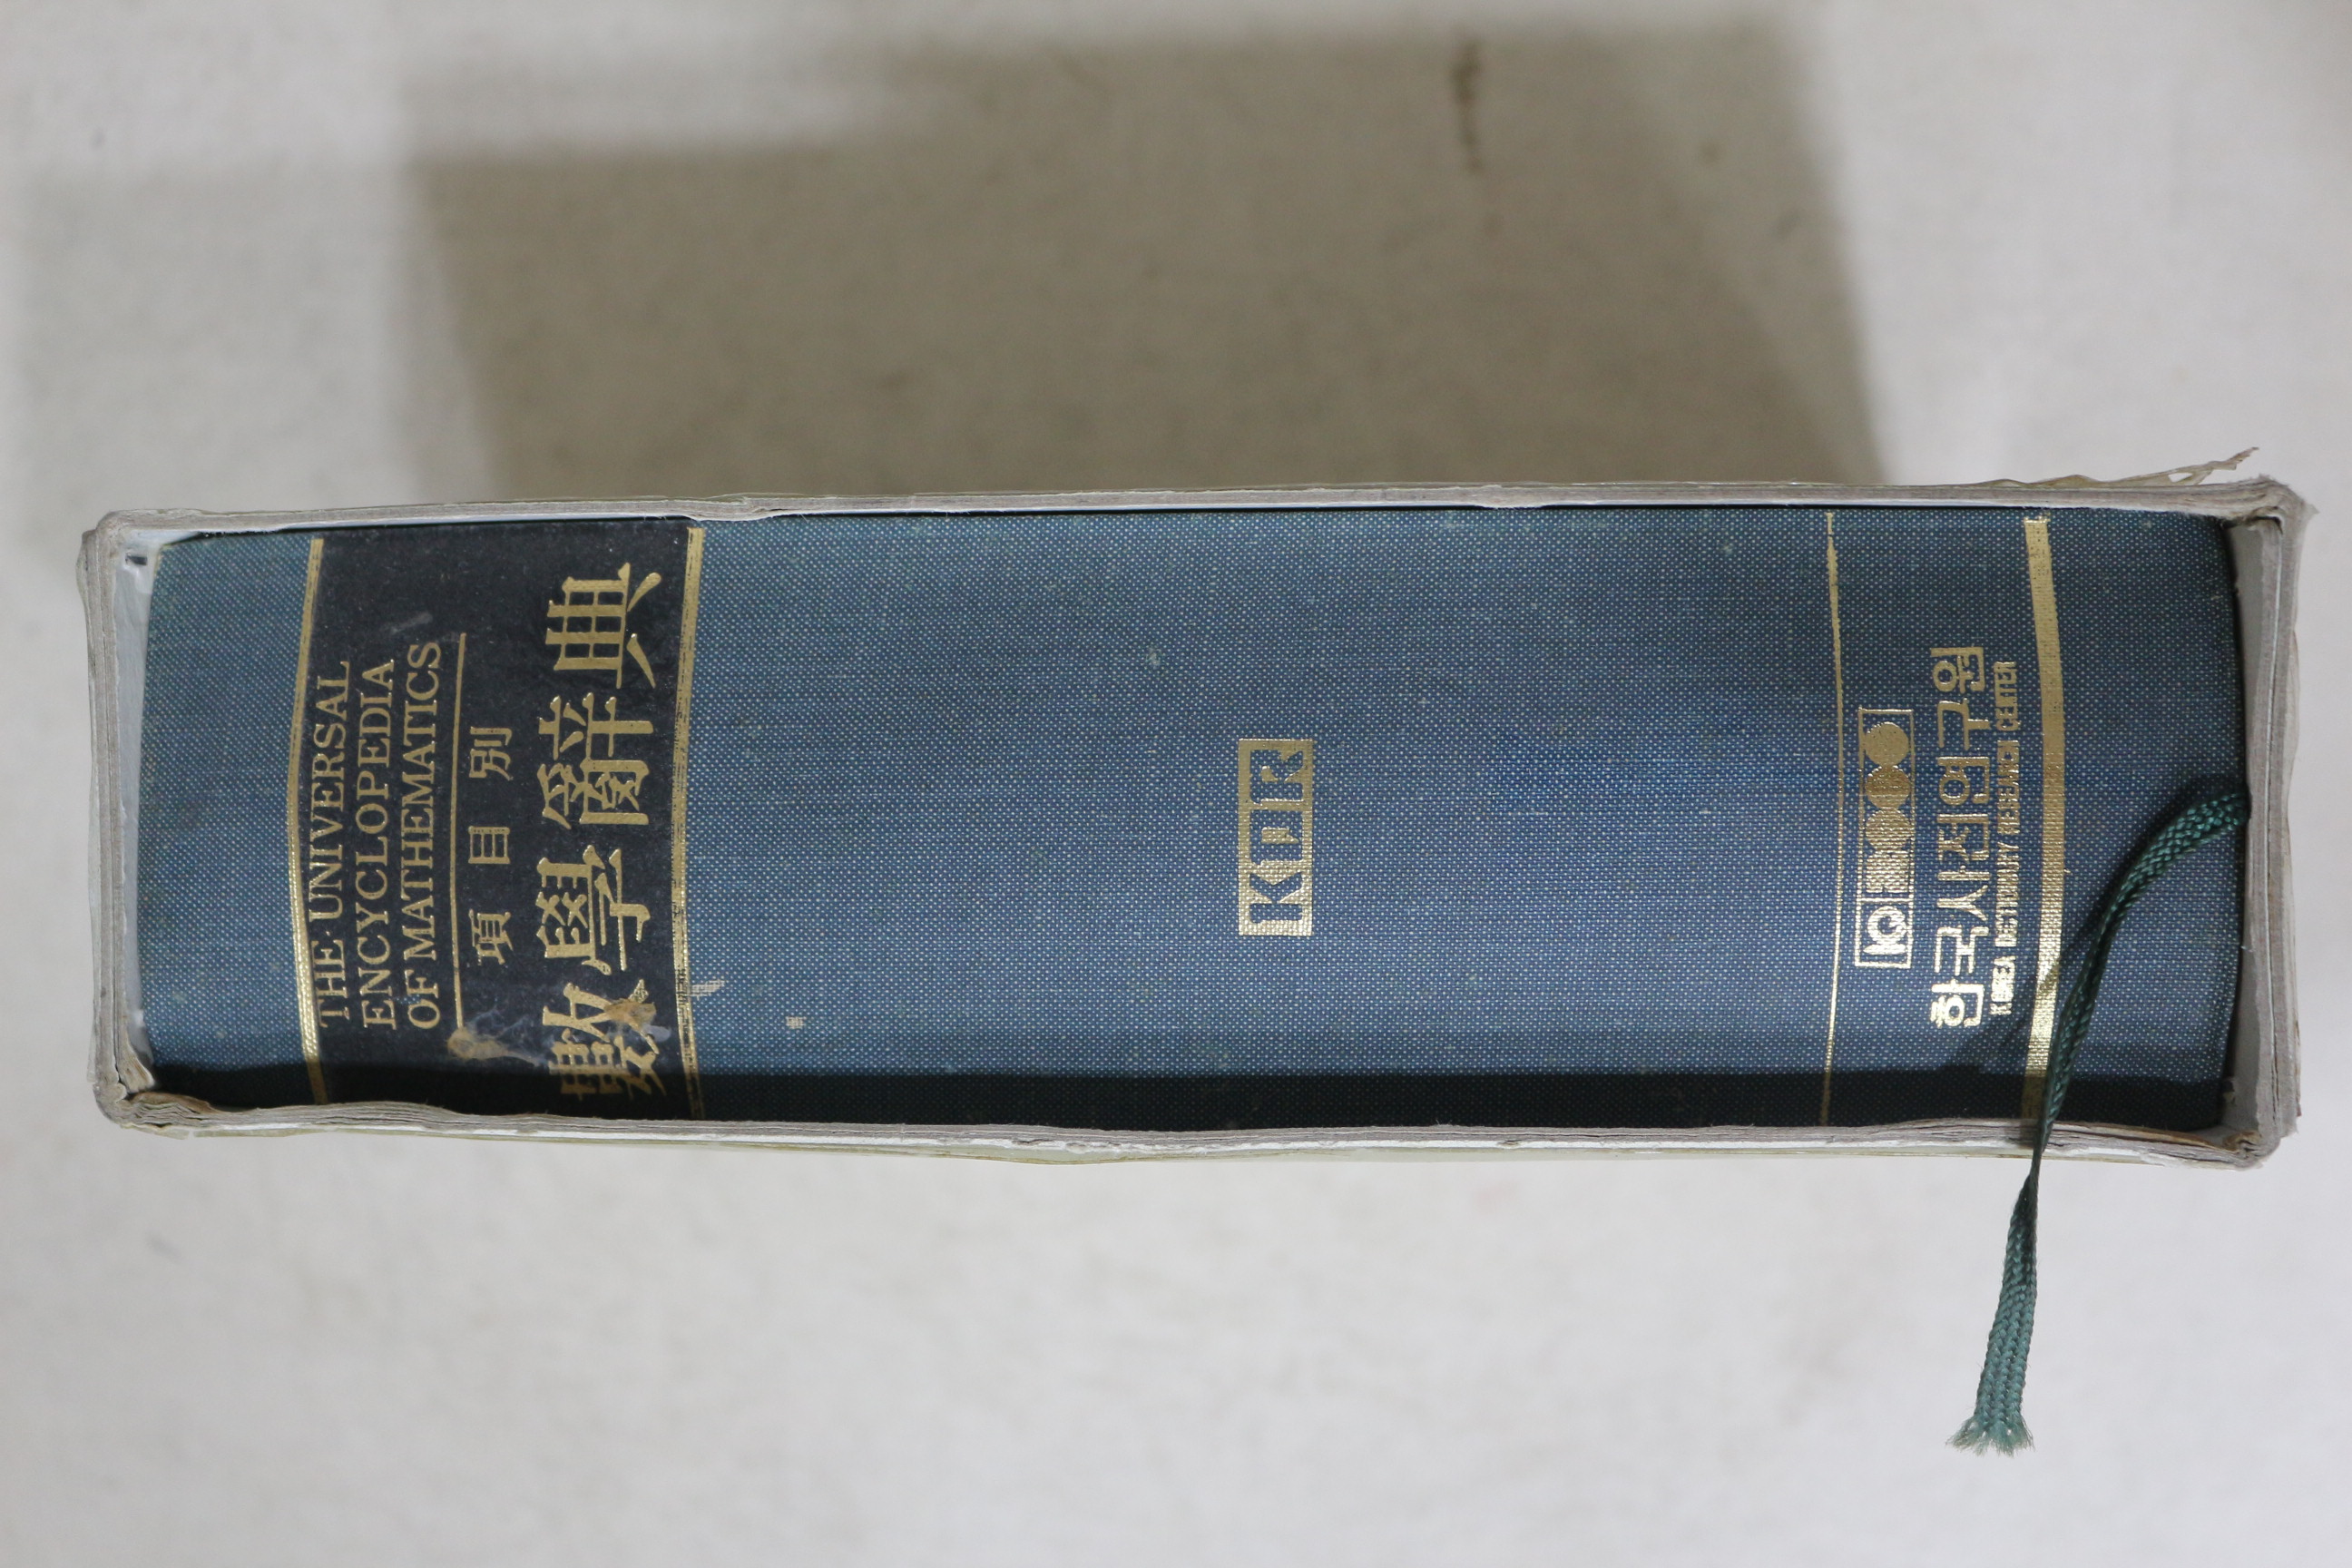 THE UNIVERSAL
ENCYCLOPEDIA
OF MATHEMATICS
項目別
數學辭典
한국사전연구원
KOREA DICTIONARY RESEARCH CENTER